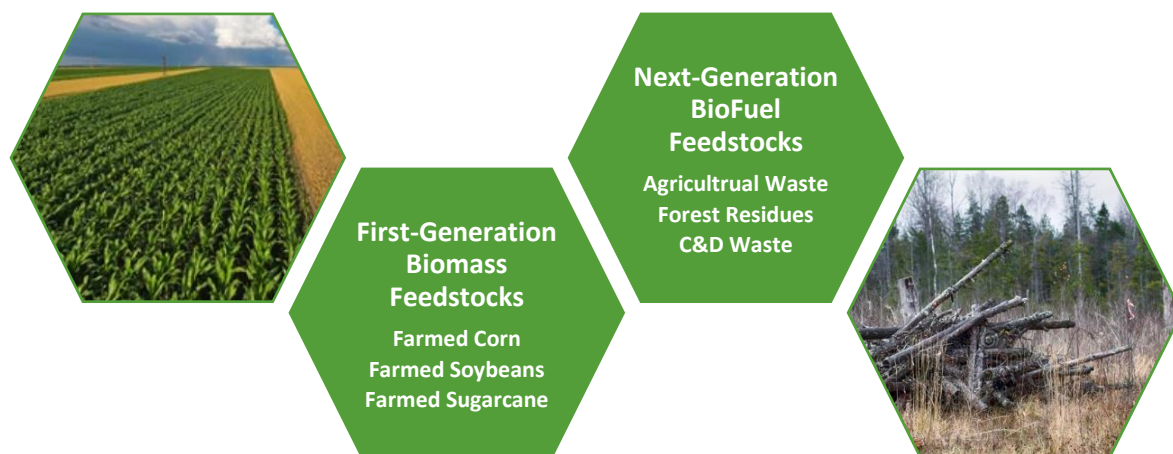 First-Generation
Biomass
Feedstocks
Farmed Corn
Farmed Soybeans
Farmed Sugarcane
Next-Generation
BioFuel
Feedstocks
Agricultrual Waste
Forest Residues
C&D Waste